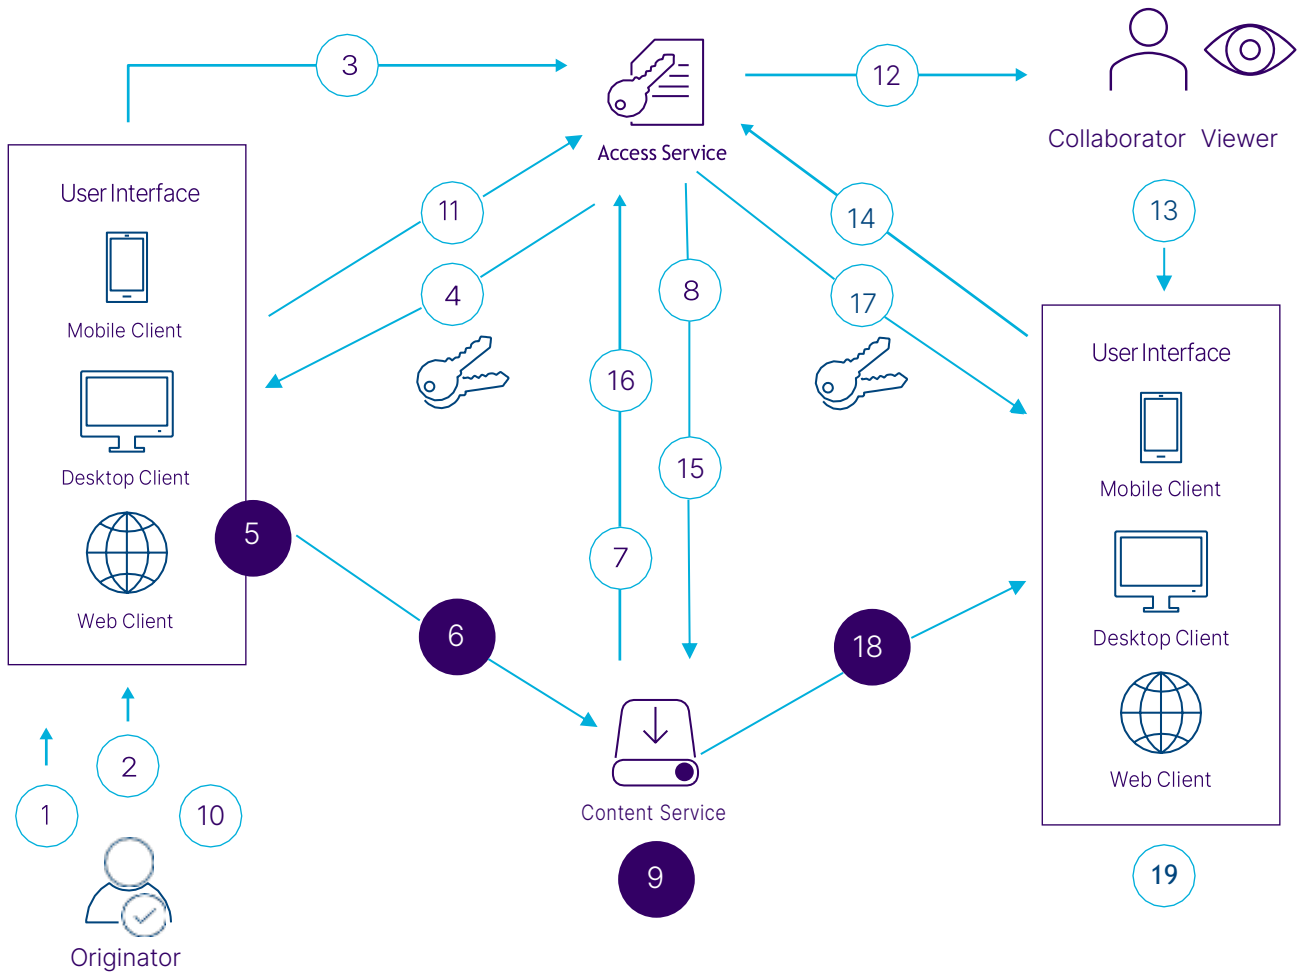 3
12
Access Service
Collaborator Viewer
User Interface
11
14
13
4
8
17
Mobile Client
User Interface
16
Desktop Client
15
Mobile Client
5
7
Web Client
6
18
Desktop Client
2
Web Client
1
10
Content Service
9
19
Originator